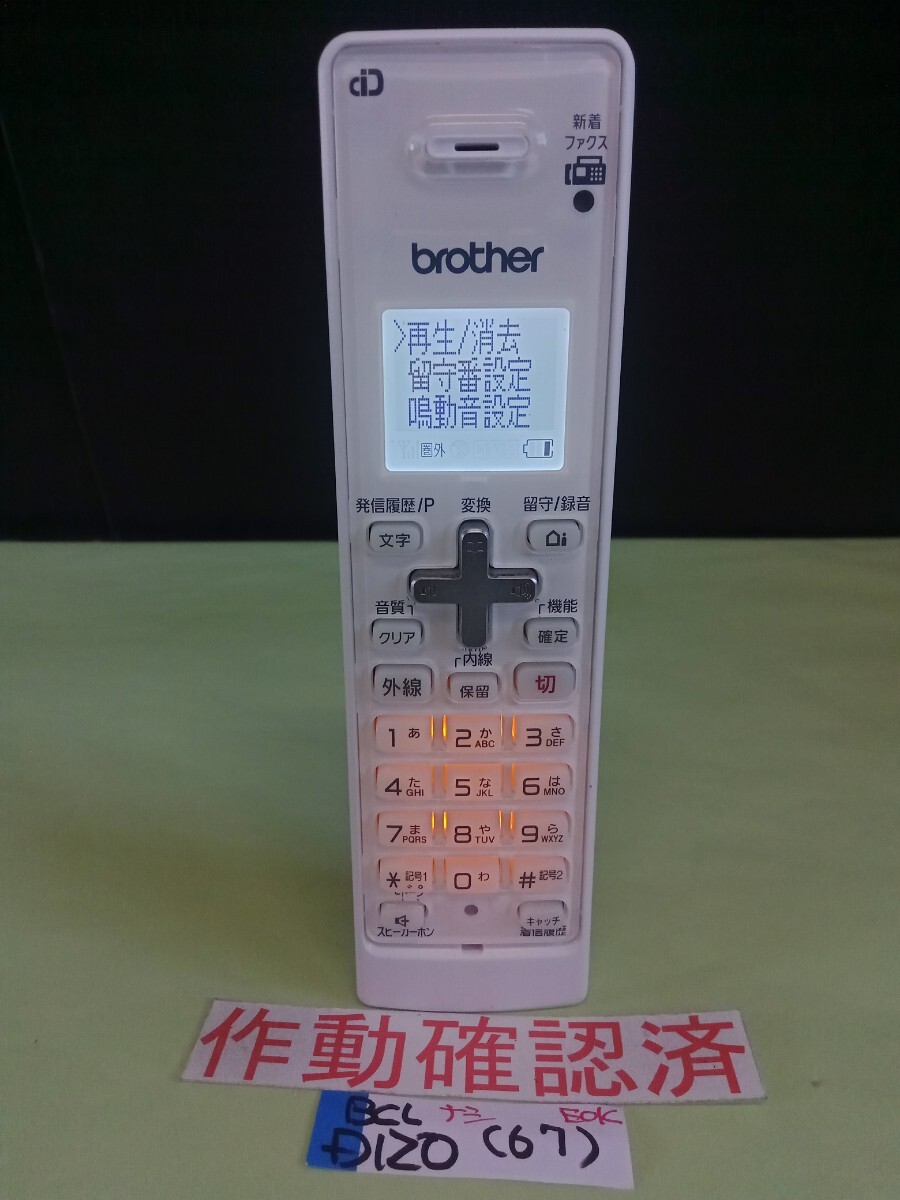 新着
ファクス
brother
>再生/消去
留守番設定
鳴動音設定
圏外
発信履歴/P 変換 留守/録音
文字
音質 機能
クリア 確定
内線
外線 保留 切
1 あ 2 か ABC 3 さ DEF
4 た GHI 5 な JKL 6 は MNO
7 ま PQRS 8 や TUV 9 ら WXYZ
* 記号1 0 わ # 記号2
キャッチ
スピーカーホン 着信履歴
作動確認済
BCL
D120 (67)